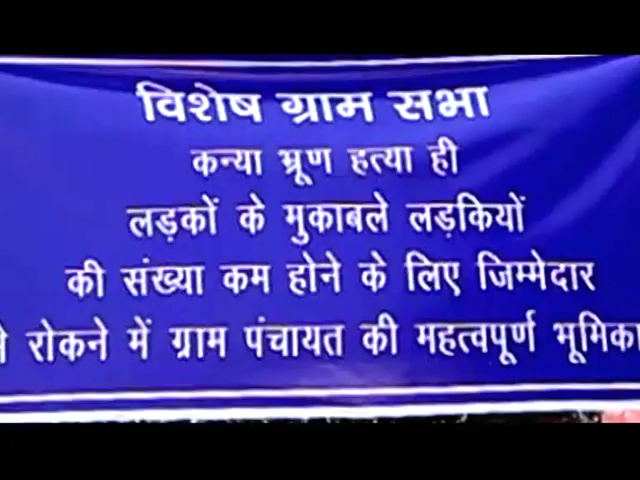 विशेष ग्राम सभा
कन्या भ्रूण हत्या ही
लड़कों के मुकाबले लड़कियों
की संख्या कम होने के लिए जिम्मेदार
रोकने में ग्राम पंचायत की महत्वपूर्ण भूमिका